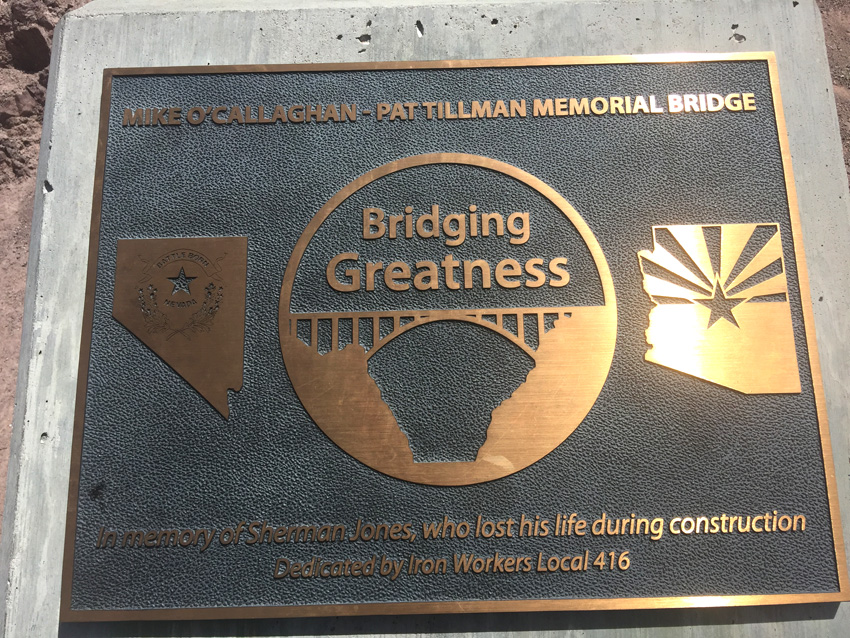 MIKE O'CALLAGHAN - PAT TILLMAN MEMORIAL BRIDGE
Bridging
Greatness
BATTLE BORN
NEVADA
In memory of Sherman Jones, who lost his life during construction
Dedicated by Iron Workers Local 416